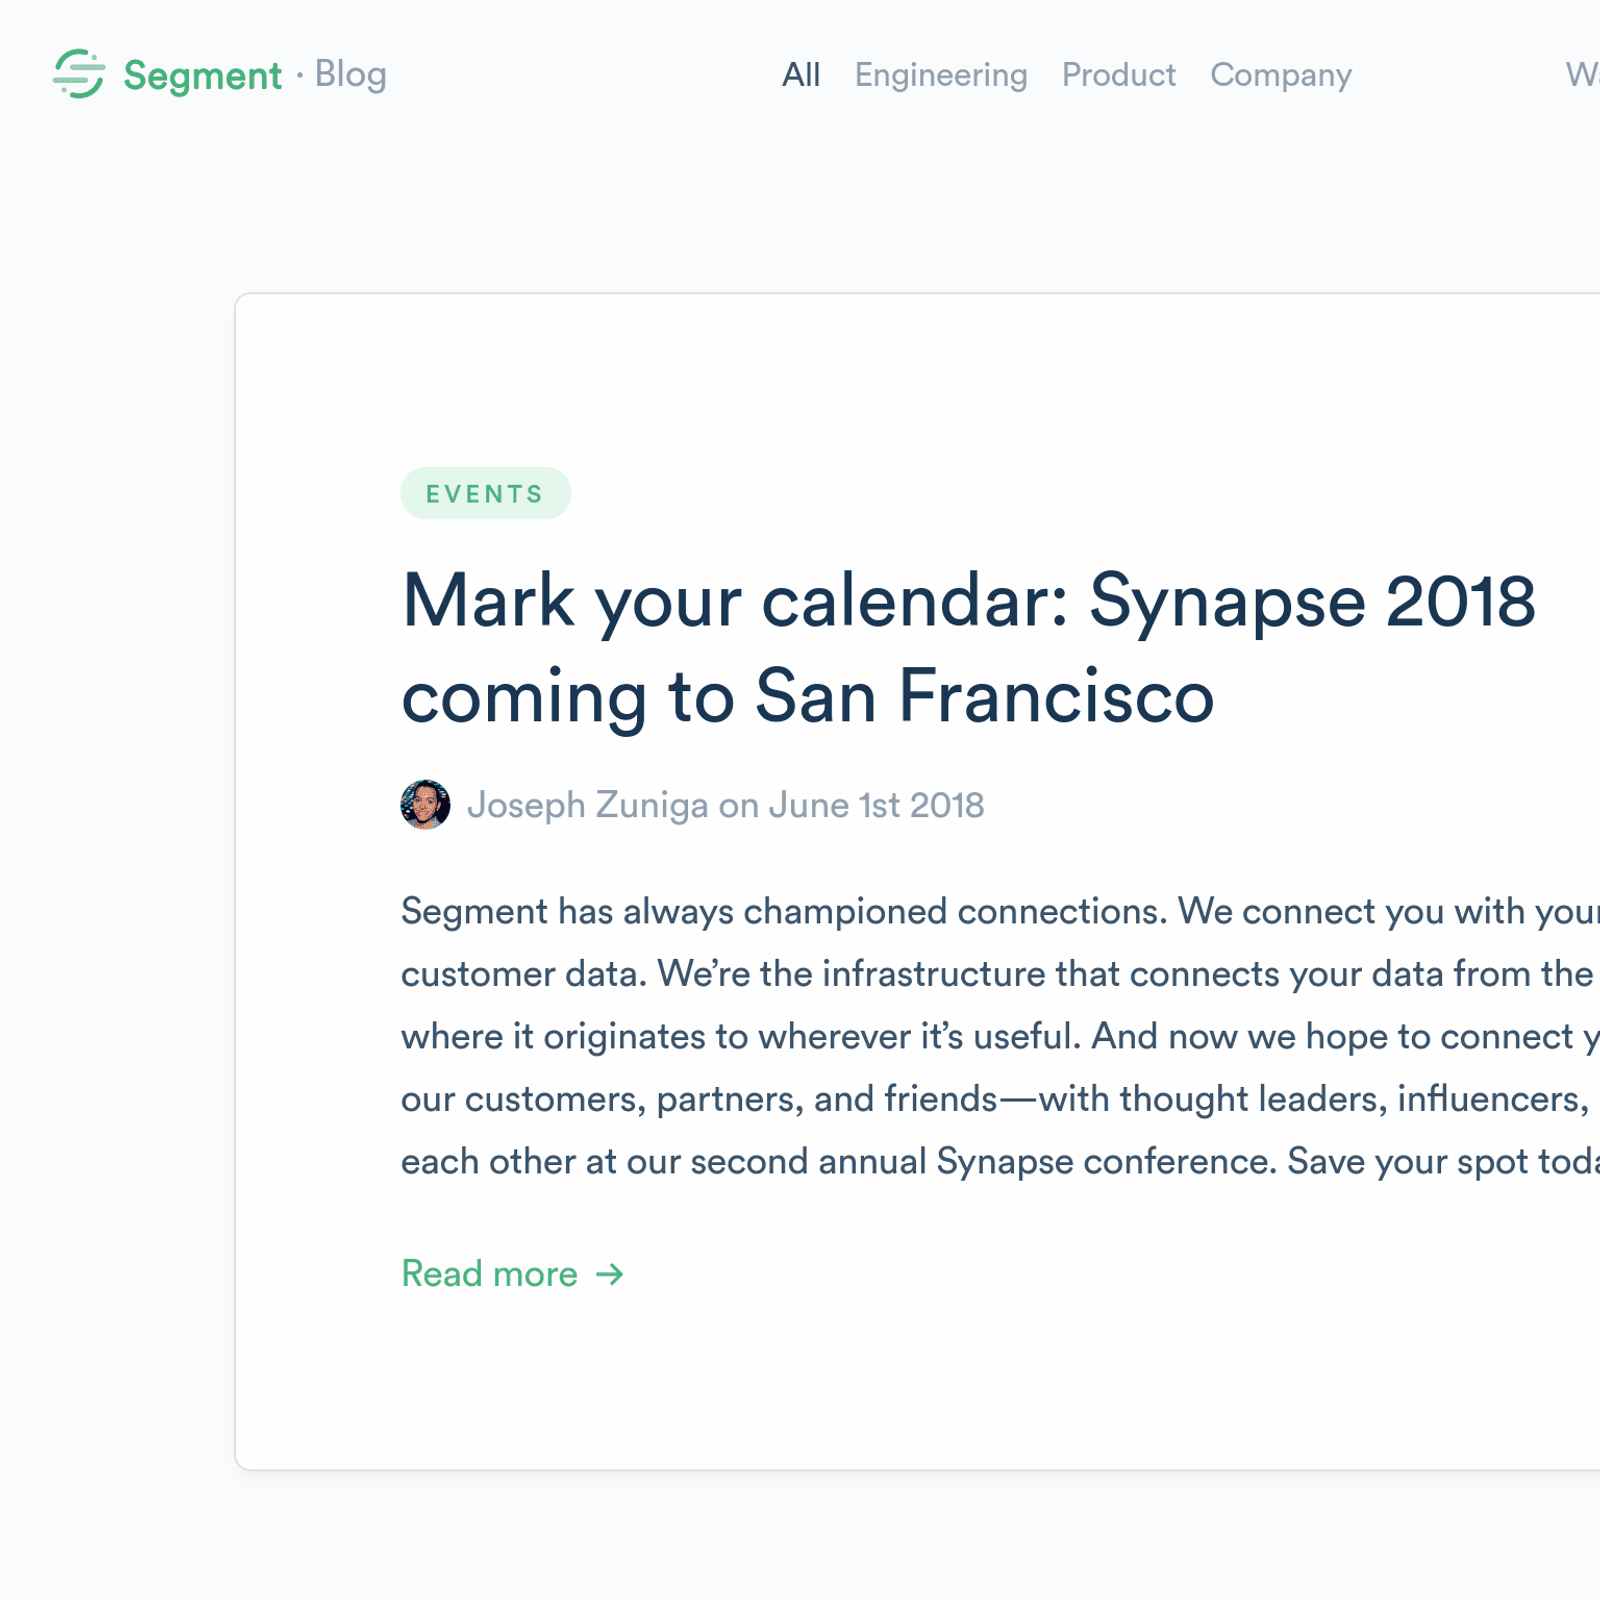 Segment · Blog
All Engineering Product Company
EVENTS
Mark your calendar: Synapse 2018
coming to San Francisco
Joseph Zuniga on June 1st 2018
Segment has always championed connections. We connect you with your
customer data. We’re the infrastructure that connects your data from the
where it originates to wherever it’s useful. And now we hope to connect
our customers, partners, and friends—with thought leaders, influencers,
each other at our second annual Synapse conference. Save your spot
Read more →